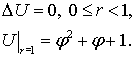 ΔU = 0, 0 ≤ r < 1,
U|ᵣ₌₁ = φ² + φ + 1.